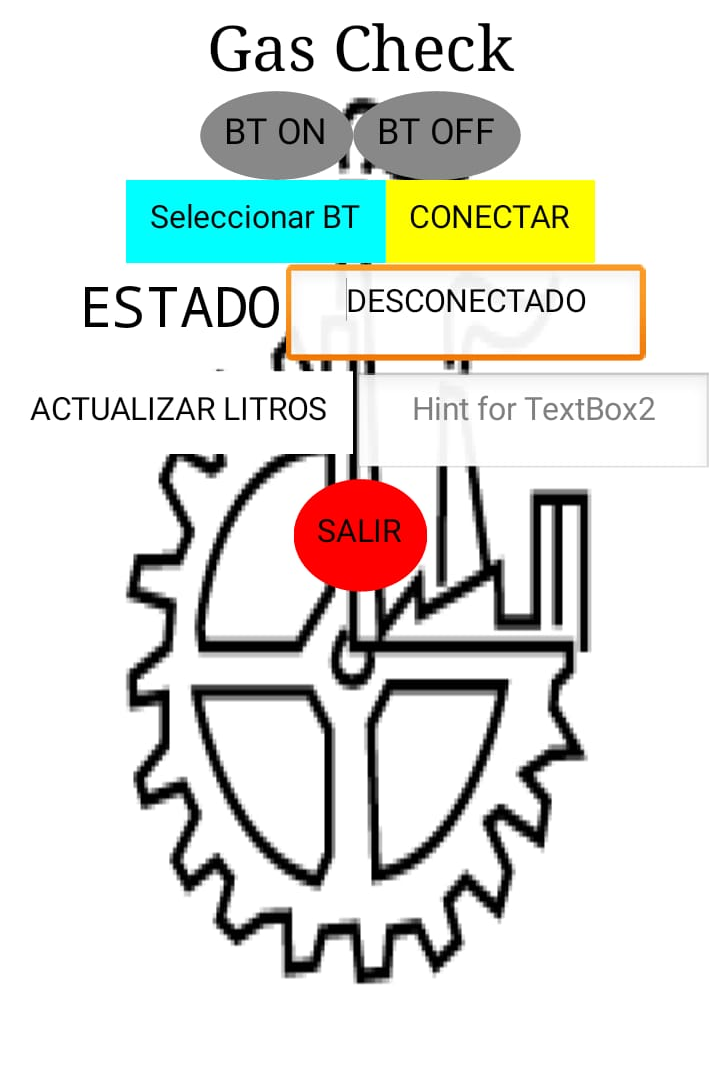 Gas Check
BT ON BT OFF
Seleccionar BT CONECTAR
ESTADO DESCONECTADO
ACTUALIZAR LITROS Hint for TextBox2
SALIR